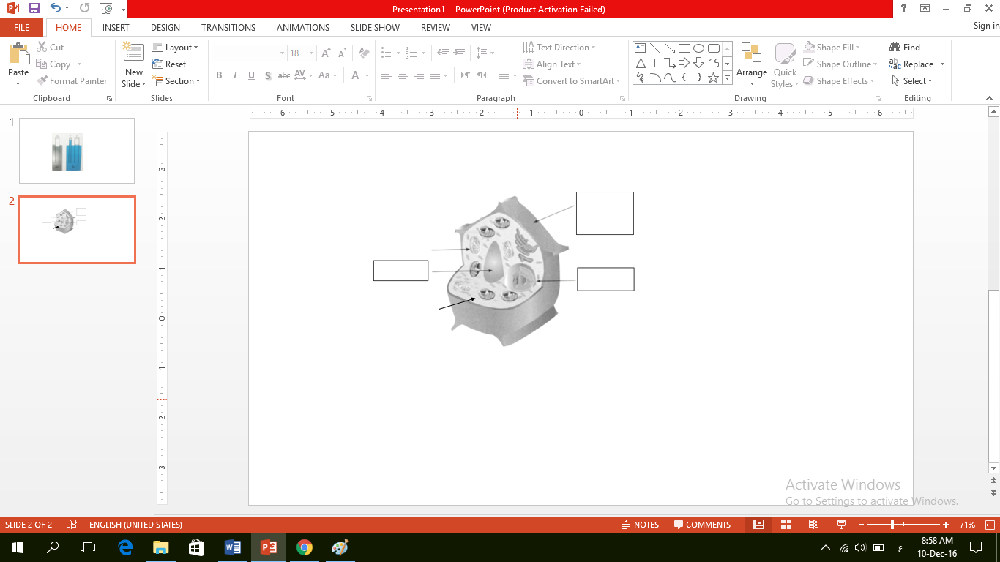 Presentation1 - PowerPoint (Product Activation Failed)
?
FILE HOME INSERT DESIGN TRANSITIONS ANIMATIONS SLIDE SHOW REVIEW VIEW Sign in
Paste
Cut
Copy
Format Painter
Clipboard
New Slide
Layout
Reset
Section
Slides
18
B I U S abc AV Aa A
Font
Text Direction
Align Text
Convert to SmartArt
Paragraph
Arrange
Quick Styles
Shape Fill
Shape Outline
Shape Effects
Drawing
Find
Replace
Select
Editing
6 5 4 3 2 1 0 1 2 3 4 5 6
1
2
3
2
1
0
1
2
3
Activate Windows
Go to Settings to activate Windows.
SLIDE 2 OF 2 ENGLISH (UNITED STATES) NOTES COMMENTS 71%
ع 8:58 AM
10-Dec-16